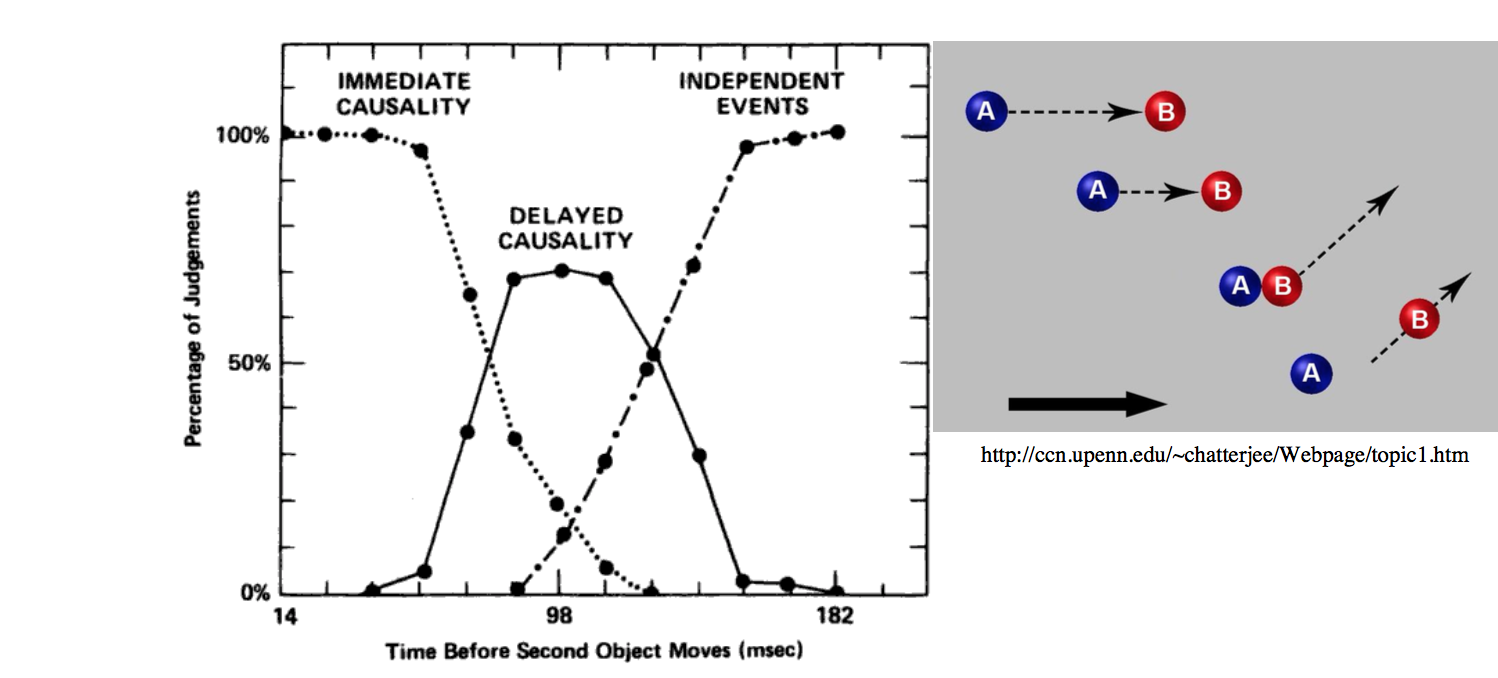 IMMEDIATE
CAUSALITY
INDEPENDENT
EVENTS
100%
DELAYED
CAUSALITY
Percentage of Judgements
50%
0%
14
98
182
Time Before Second Object Moves (msec)
A
B
A
B
A
B
B
A
http://ccn.upenn.edu/~chatterjee/Webpage/topic1.htm